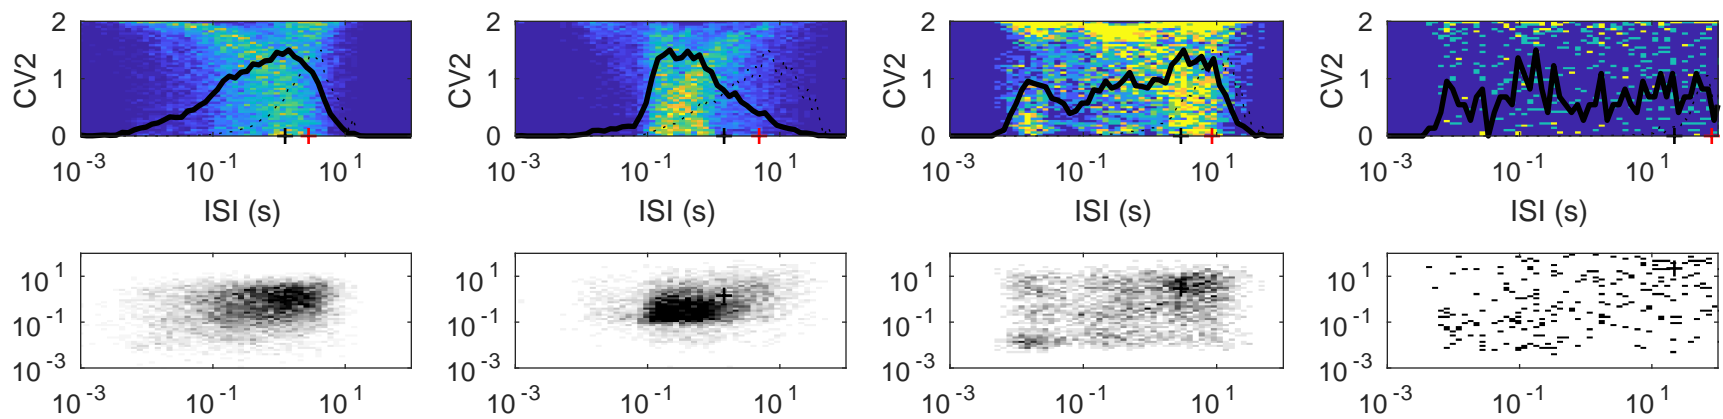 2 2 2 2
CV2 CV2 CV2 CV2
1 1 1 1
0 0 0 0
10^-3 10^-1 10^1 10^-3 10^-1 10^1 10^-3 10^-1 10^1 10^-3 10^-1 10^1
ISI (s) ISI (s) ISI (s) ISI (s)
10^1 10^1 10^1 10^1
10^-1 10^-1 10^-1 10^-1
10^-3 10^-3 10^-3 10^-3
10^-3 10^-1 10^1 10^-3 10^-1 10^1 10^-3 10^-1 10^1 10^-3 10^-1 10^1